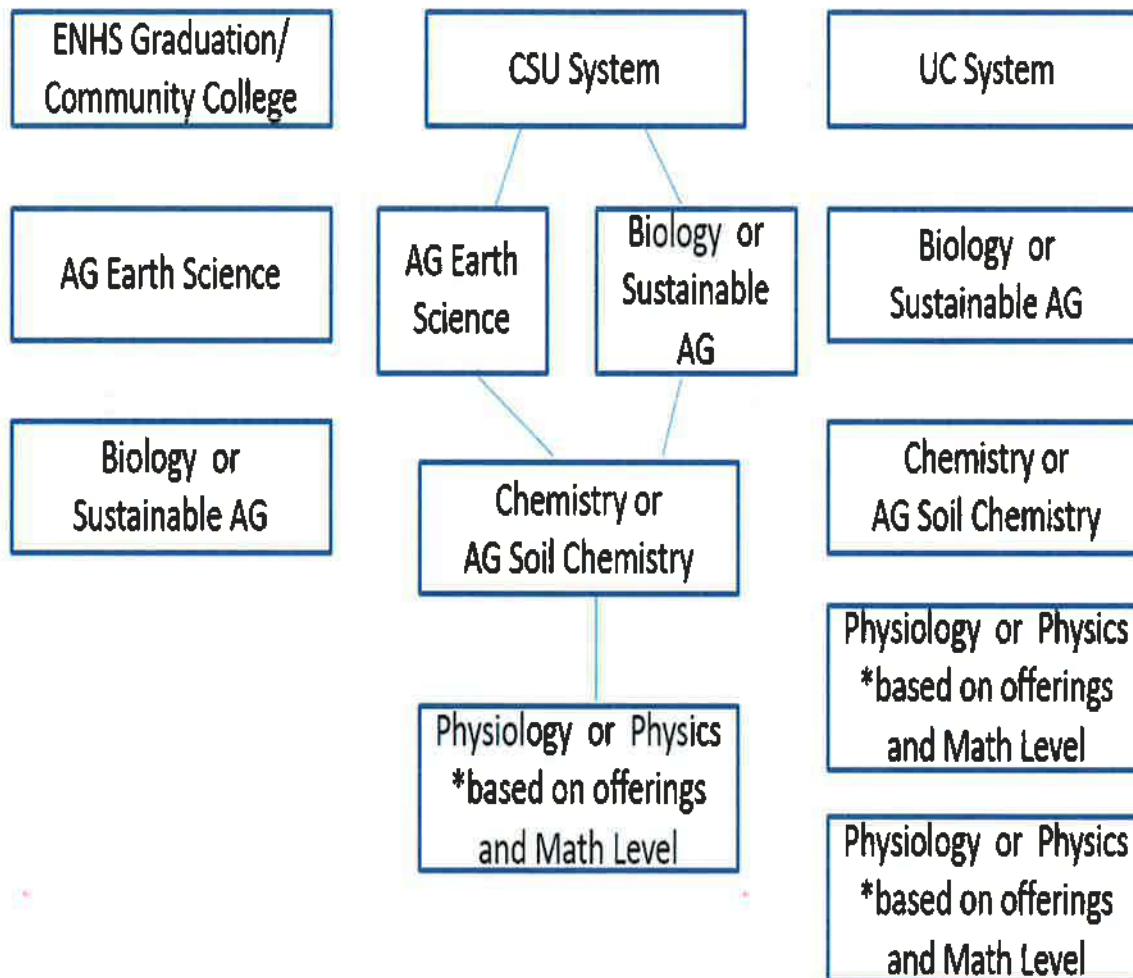 ENHS Graduation/
Community College
CSU System
UC System
AG Earth Science
AG Earth
Science
Biology or
Sustainable
AG
Biology or
Sustainable AG
Biology or
Sustainable AG
Chemistry or
AG Soil Chemistry
Chemistry or
AG Soil Chemistry
Physiology or Physics
*based on offerings
and Math Level
Physiology or Physics
*based on offerings
and Math Level
Physiology or Physics
*based on offerings
and Math Level